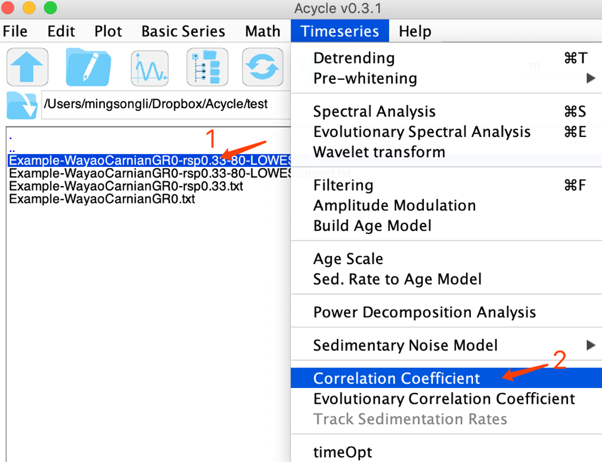 Acycle v0.3.1
File Edit Plot Basic Series Math Timeseries Help
/Users/mingsongli/Dropbox/Acycle/test
.
..
1
Example-WayaoCarnianGR0-rsp0.33-80-LOWES
Example-WayaoCarnianGR0-rsp0.33-80-LOWES
Example-WayaoCarnianGR0-rsp0.33.txt
Example-WayaoCarnianGR0.txt
Detrending ⌘T
Pre-whitening
Spectral Analysis ⌘S
Evolutionary Spectral Analysis ⌘E
Wavelet transform
Filtering ⌘F
Amplitude Modulation
Build Age Model
Age Scale
Sed. Rate to Age Model
Power Decomposition Analysis
Sedimentary Noise Model
Correlation Coefficient 2
Evolutionary Correlation Coefficient
Track Sedimentation Rates
timeOpt